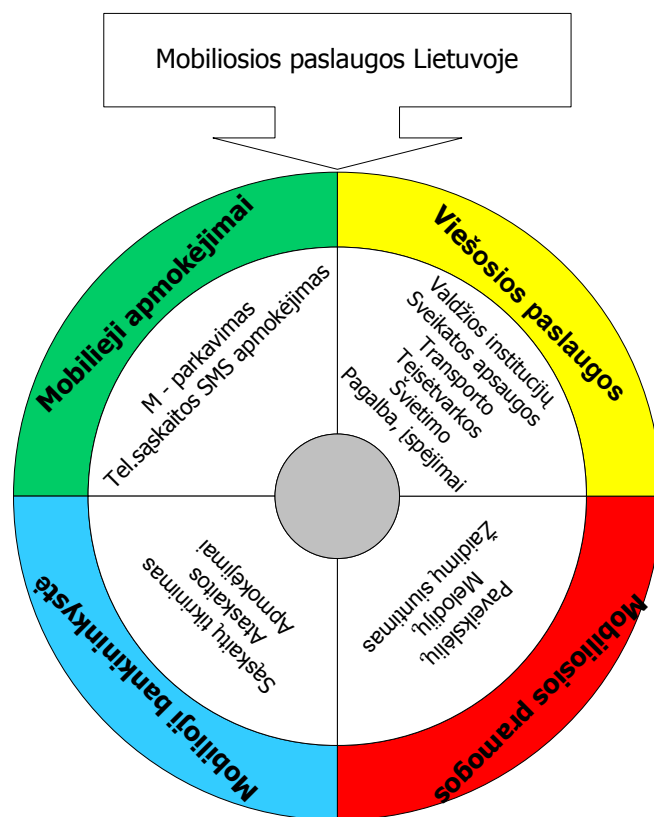 Mobiliosios paslaugos Lietuvoje
Mobilieji apmokėjimai
M - parkavimas
Tel.sąskaitos SMS apmokėjimas
Viešosios paslaugos
Valdžios institucijų
Sveikatos apsaugos
Transporto
Teisėtvarkos
Švietimo
Pagalba, įspėjimai
Mobilioji bankininkystė
Sąskaitų tikrinimas
Ataskaitos
Apmokėjimai
Mobiliosios pramogos
Paveikslėlių,
Melodijų,
Žaidimų siuntimas